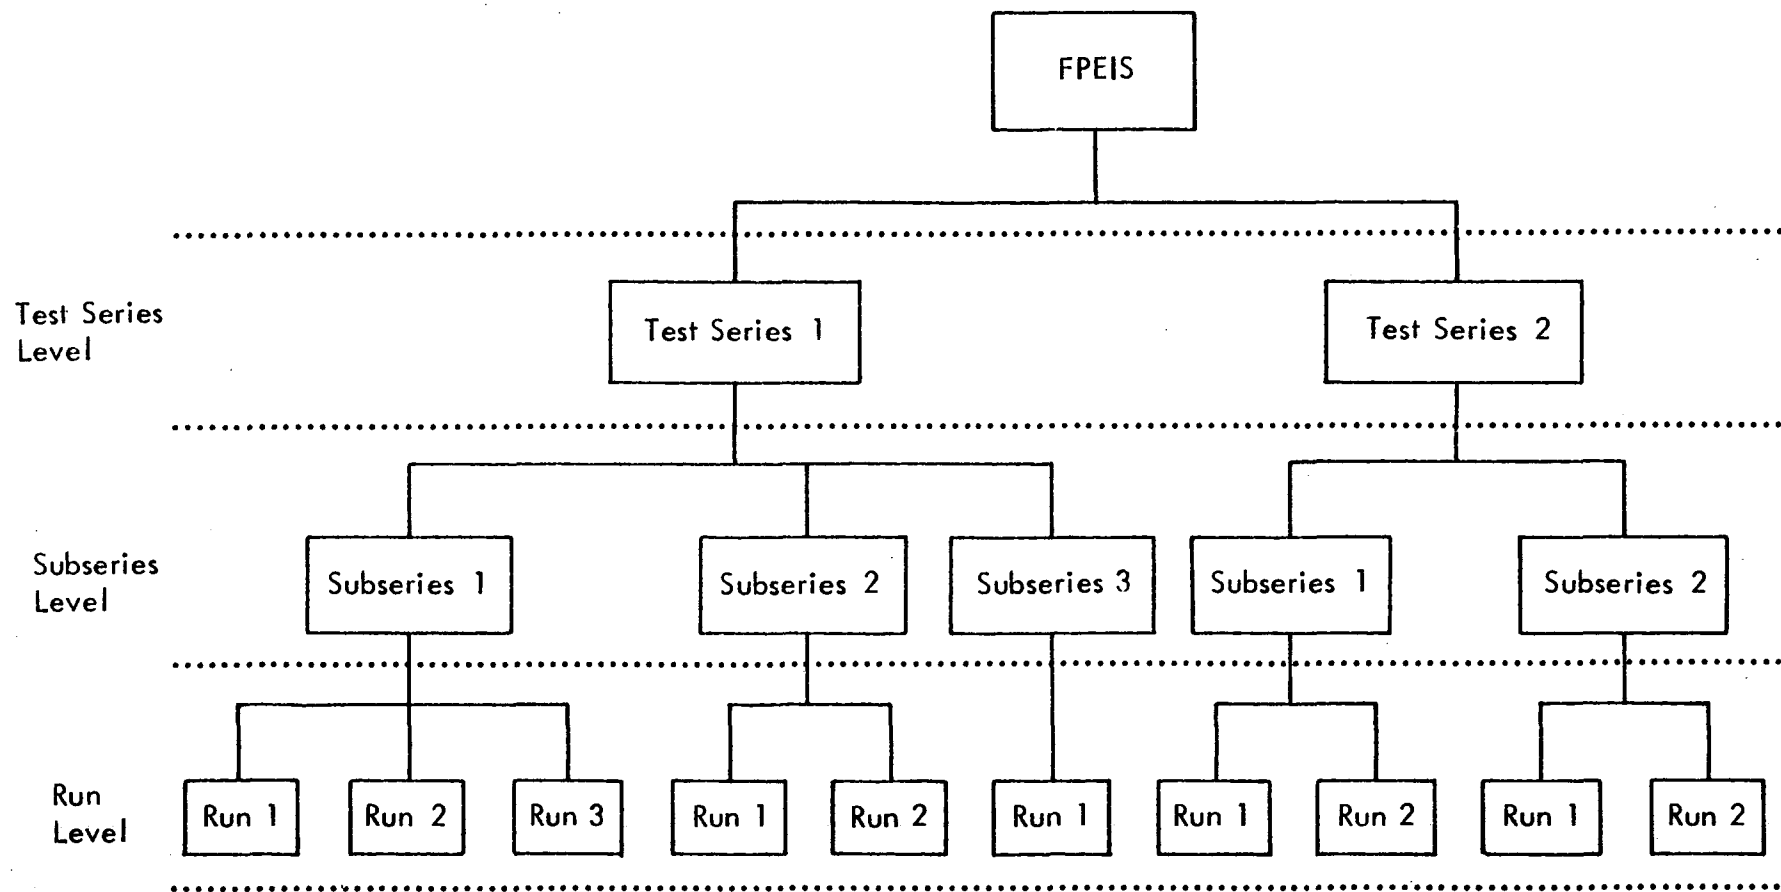 FPEIS
Test Series
Level
Test Series 1
Test Series 2
Subseries
Level
Subseries 1
Subseries 2
Subseries 3
Subseries 1
Subseries 2
Run
Level
Run 1
Run 2
Run 3
Run 1
Run 2
Run 1
Run 1
Run 2
Run 1
Run 2